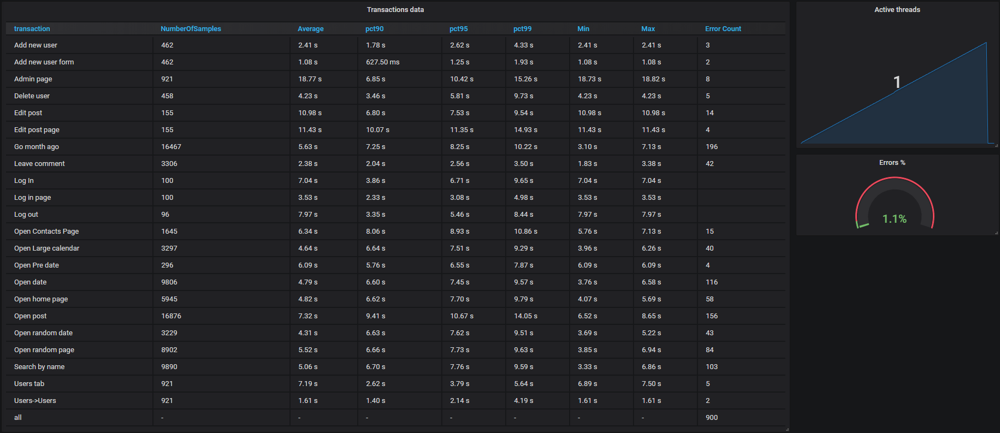 Transactions data
transaction NumberOfSamples Average pct90 pct95 pct99 Min Max Error Count
Add new user 462 2.41 s 1.78 s 2.62 s 4.33 s 2.41 s 2.41 s 3
Add new user form 462 1.08 s 627.50 ms 1.25 s 1.93 s 1.08 s 1.08 s 2
Admin page 921 18.77 s 6.85 s 10.42 s 15.26 s 18.73 s 18.82 s 8
Delete user 458 4.23 s 3.46 s 5.81 s 9.73 s 4.23 s 4.23 s 5
Edit post 155 10.98 s 6.80 s 7.53 s 9.54 s 10.98 s 10.98 s 14
Edit post page 155 11.43 s 10.07 s 11.35 s 14.93 s 11.43 s 11.43 s 4
Go month ago 16467 5.63 s 7.25 s 8.25 s 10.22 s 3.10 s 7.13 s 196
Leave comment 3306 2.38 s 2.04 s 2.56 s 3.50 s 1.83 s 3.38 s 42
Log In 100 7.04 s 3.86 s 6.71 s 9.65 s 7.04 s 7.04 s
Log in page 100 3.53 s 2.33 s 3.08 s 4.98 s 3.53 s 3.53 s
Log out 96 7.97 s 3.35 s 5.46 s 8.44 s 7.97 s 7.97 s
Open Contacts Page 1645 6.34 s 8.06 s 8.93 s 10.86 s 5.76 s 7.13 s 15
Open Large calendar 3297 4.64 s 6.64 s 7.51 s 9.29 s 3.96 s 6.26 s 40
Open Pre date 296 6.09 s 5.76 s 6.55 s 7.87 s 6.09 s 6.09 s 4
Open date 9806 4.79 s 6.60 s 7.45 s 9.57 s 3.76 s 6.58 s 116
Open home page 5945 4.82 s 6.62 s 7.70 s 9.79 s 4.07 s 5.69 s 58
Open post 16876 7.32 s 9.41 s 10.67 s 14.05 s 6.52 s 8.65 s 156
Open random date 3229 4.31 s 6.63 s 7.62 s 9.51 s 3.69 s 5.22 s 43
Open random page 8902 5.52 s 6.66 s 7.73 s 9.63 s 3.85 s 6.94 s 84
Search by name 9890 5.06 s 6.70 s 7.76 s 9.59 s 3.33 s 6.86 s 103
Users tab 921 7.19 s 2.62 s 3.79 s 5.64 s 6.89 s 7.50 s 5
Users->Users 921 1.61 s 1.40 s 2.14 s 4.19 s 1.61 s 1.61 s 2
all - - - - - - - 900
Active threads
1
Errors %
1.1%